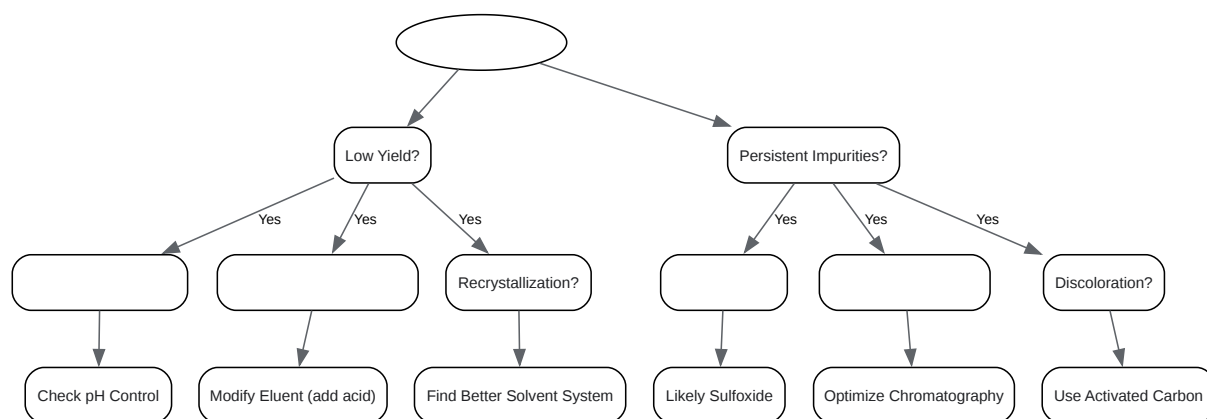 Low Yield?
Persistent Impurities?
Yes
Yes
Yes
Yes
Yes
Yes
Recrystallization?
Discoloration?
Check pH Control
Modify Eluent (add acid)
Find Better Solvent System
Likely Sulfoxide
Optimize Chromatography
Use Activated Carbon